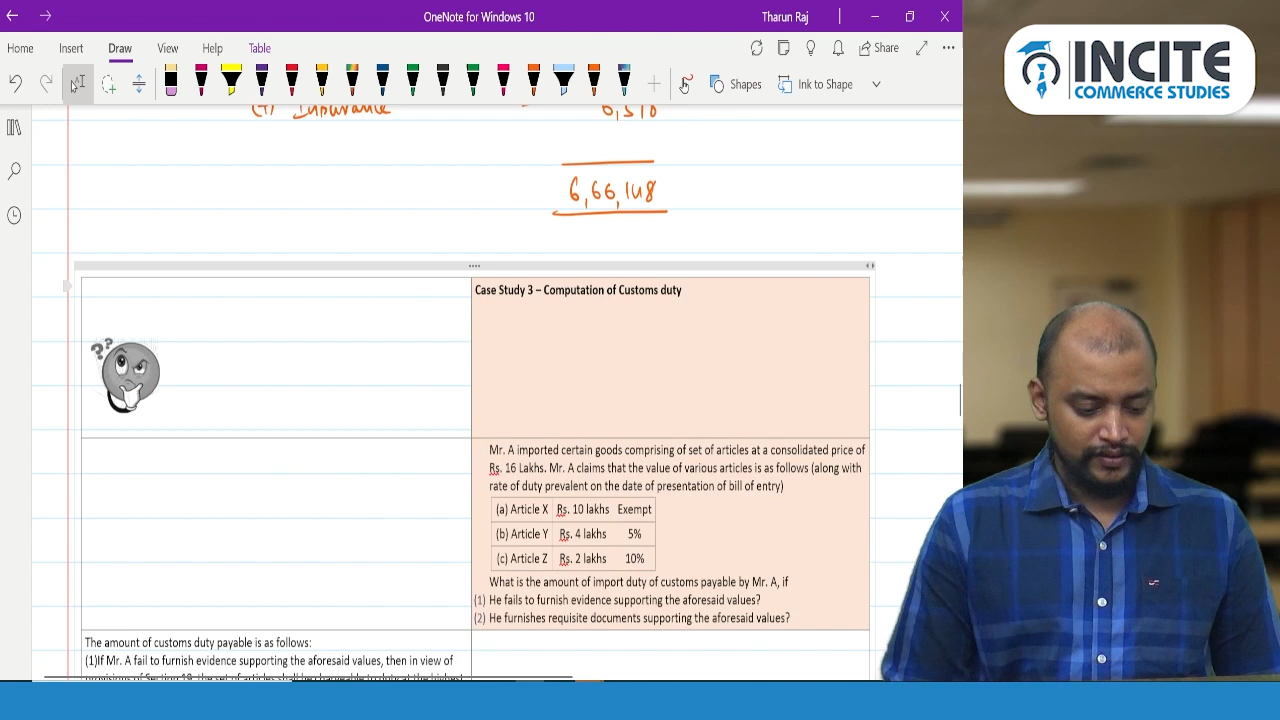 OneNote for Windows 10
Tharun Raj
Home Insert Draw View Help Table
Share
Shapes
Ink to Shape
INCITE
COMMERCE STUDIES
Insurance
6,66,148
Case Study 3 – Computation of Customs duty
??
Mr. A imported certain goods comprising of set of articles at a consolidated price of
Rs. 16 Lakhs. Mr. A claims that the value of various articles is as follows (along with
rate of duty prevalent on the date of presentation of bill of entry)
(a) Article X Rs. 10 lakhs Exempt
(b) Article Y Rs. 4 lakhs 5%
(c) Article Z Rs. 2 lakhs 10%
What is the amount of import duty of customs payable by Mr. A, if
(1) He fails to furnish evidence supporting the aforesaid values?
(2) He furnishes requisite documents supporting the aforesaid values?
The amount of customs duty payable is as follows:
(1)If Mr. A fail to furnish evidence supporting the aforesaid values, then in view of